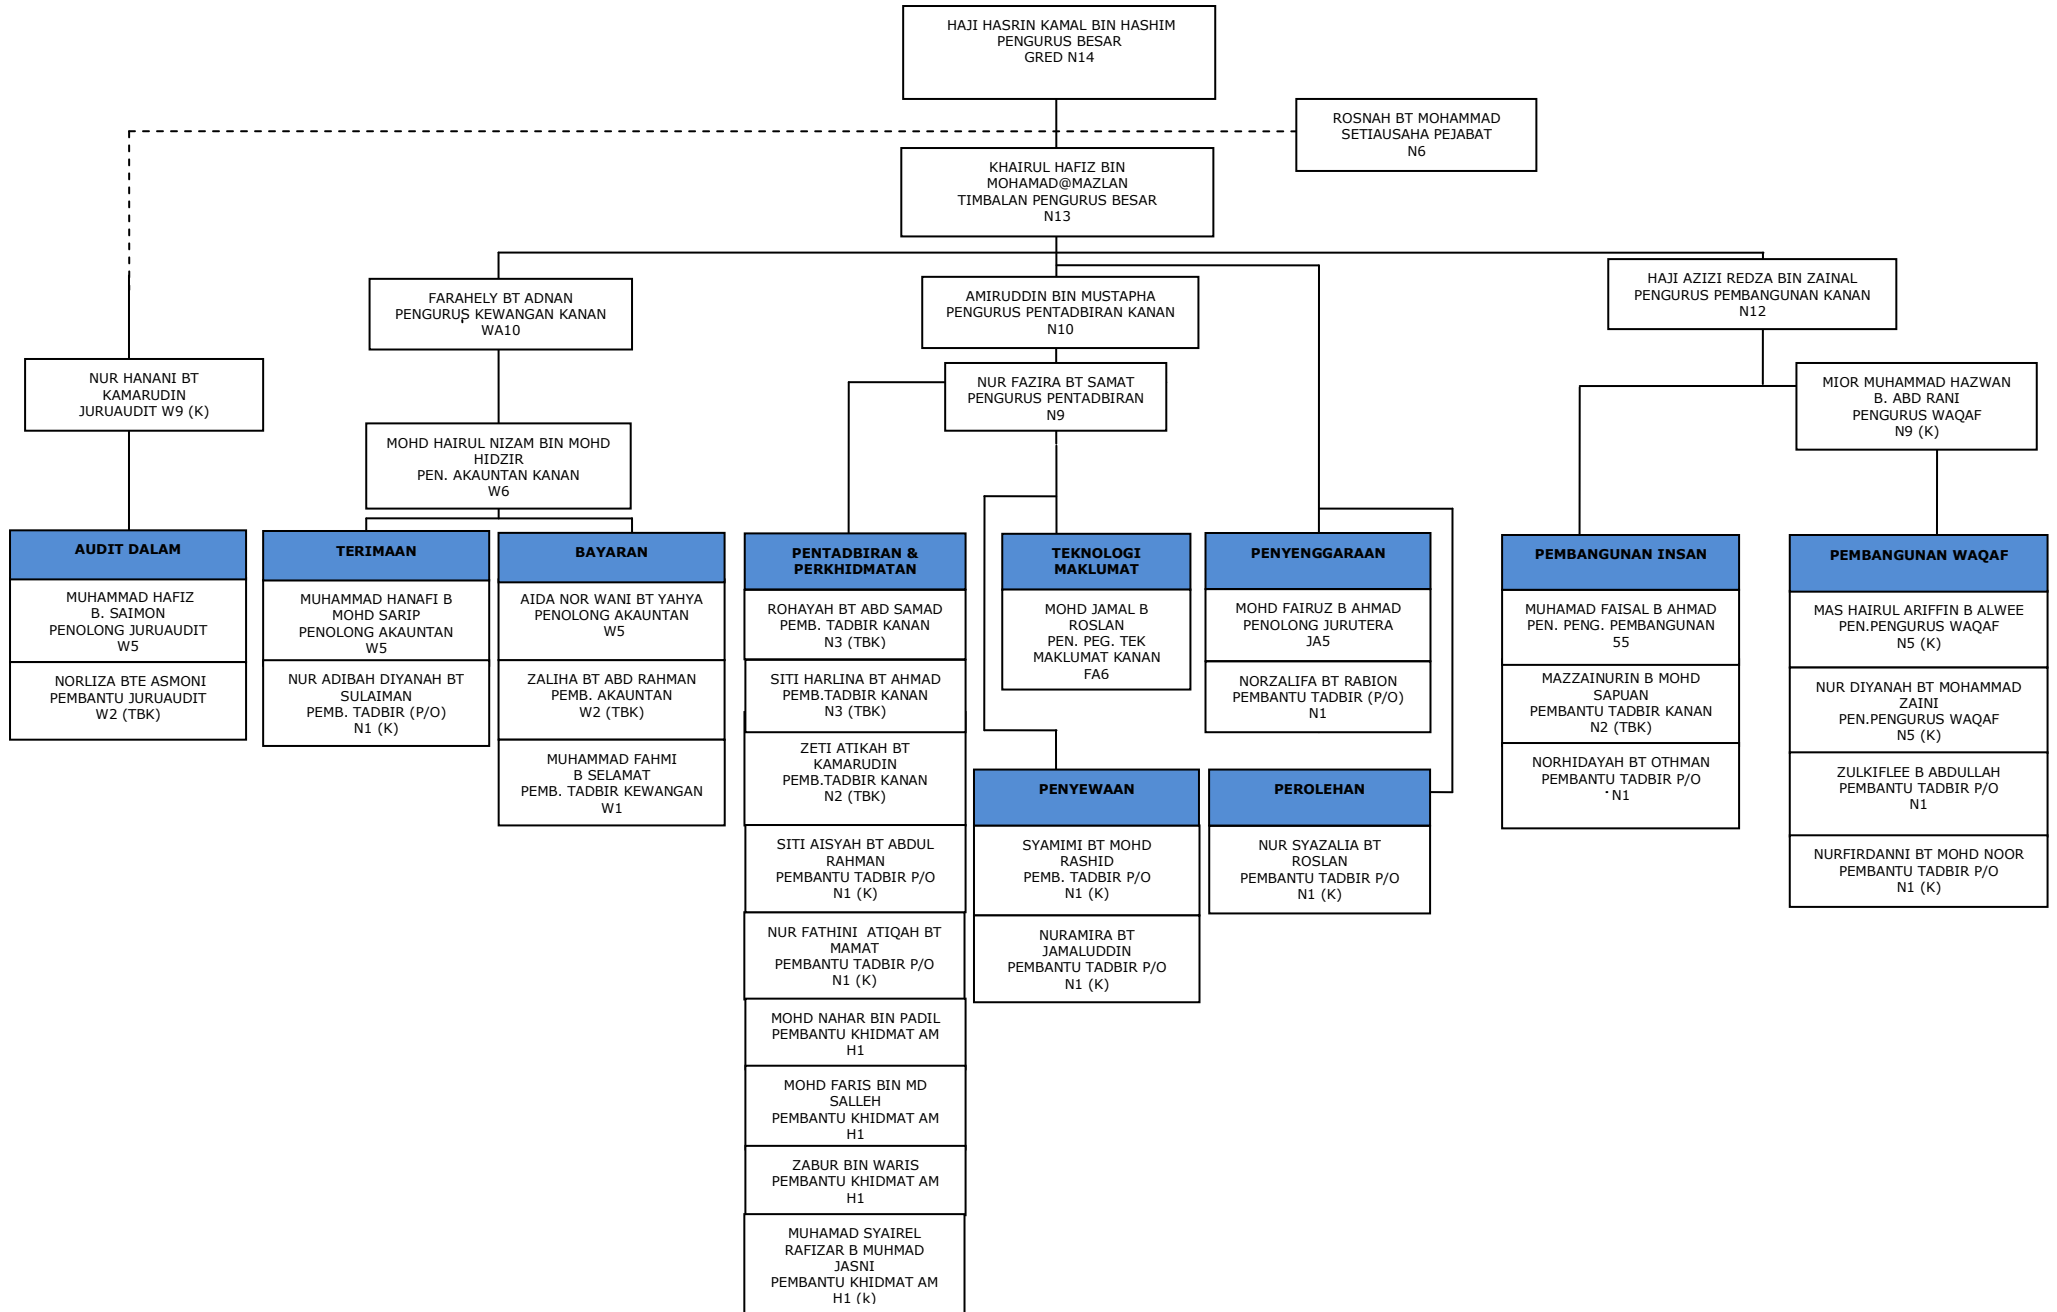 HAJI HASRIN KAMAL BIN HASHIM
PENGURUS BESAR
GRED N14
ROSNAH BT MOHAMMAD
SETIAUSAHA PEJABAT
N6
KHAIRUL HAFIZ BIN
MOHAMAD@MAZLAN
TIMBALAN PENGURUS BESAR
N13
FARAHELY BT ADNAN
PENGURUS KEWANGAN KANAN
WA10
AMIRUDDIN BIN MUSTAPHA
PENGURUS PENTADBIRAN KANAN
N10
HAJI AZIZI REDZA BIN ZAINAL
PENGURUS PEMBANGUNAN KANAN
N12
NUR HANANI BT
KAMARUDIN
JURUAUDIT W9 (K)
NUR FAZIRA BT SAMAT
PENGURUS PENTADBIRAN
N9
MIOR MUHAMMAD HAZWAN
B. ABD RANI
PENGURUS WAQAF
N9 (K)
MOHD HAIRUL NIZAM BIN MOHD
HIDZIR
PEN. AKAUNTAN KANAN
W6
AUDIT DALAM
MUHAMMAD HAFIZ
B. SAIMON
PENOLONG JURUAUDIT
W5
NORLIZA BTE ASMONI
PEMBANTU JURUAUDIT
W2 (TBK)
TERIMAAN
MUHAMMAD HANAFI B
MOHD SARIP
PENOLONG AKAUNTAN
W5
NUR ADIBAH DIYANAH BT
SULAIMAN
PEMB. TADBIR (P/O)
N1 (K)
BAYARAN
AIDA NOR WANI BT YAHYA
PENOLONG AKAUNTAN
W5
ZALIHA BT ABD RAHMAN
PEMB. AKAUNTAN
W2 (TBK)
MUHAMMAD FAHMI
B SELAMAT
PEMB. TADBIR KEWANGAN
W1
PENTADBIRAN &
PERKHIDMATAN
ROHAYAH BT ABD SAMAD
PEMB. TADBIR KANAN
N3 (TBK)
SITI HARLINA BT AHMAD
PEMB.TADBIR KANAN
N3 (TBK)
ZETI ATIKAH BT
KAMARUDIN
PEMB.TADBIR KANAN
N2 (TBK)
SITI AISYAH BT ABDUL
RAHMAN
PEMBANTU TADBIR P/O
N1 (K)
NUR FATHINI  ATIQAH BT
MAMAT
PEMBANTU TADBIR P/O
N1 (K)
MOHD NAHAR BIN PADIL
PEMBANTU KHIDMAT AM
H1
MOHD FARIS BIN MD
SALLEH
PEMBANTU KHIDMAT AM
H1
ZABUR BIN WARIS
PEMBANTU KHIDMAT AM
H1
MUHAMAD SYAIREL
RAFIZAR B MUHMAD
JASNI
PEMBANTU KHIDMAT AM
H1 (k)
TEKNOLOGI
MAKLUMAT
MOHD JAMAL B
ROSLAN
PEN. PEG. TEK
MAKLUMAT KANAN
FA6
PENYEWAAN
SYAMIMI BT MOHD
RASHID
PEMB. TADBIR P/O
N1 (K)
NURAMIRA BT
JAMALUDDIN
PEMBANTU TADBIR P/O
N1 (K)
PENYENGGARAAN
MOHD FAIRUZ B AHMAD
PENOLONG JURUTERA
JA5
NORZALIFA BT RABION
PEMBANTU TADBIR (P/O)
N1
PEROLEHAN
NUR SYAZALIA BT
ROSLAN
PEMBANTU TADBIR P/O
N1 (K)
PEMBANGUNAN INSAN
MUHAMAD FAISAL B AHMAD
PEN. PENG. PEMBANGUNAN
55
MAZZAINURIN B MOHD
SAPUAN
PEMBANTU TADBIR KANAN
N2 (TBK)
NORHIDAYAH BT OTHMAN
PEMBANTU TADBIR P/O
N1
PEMBANGUNAN WAQAF
MAS HAIRUL ARIFFIN B ALWEE
PEN.PENGURUS WAQAF
N5 (K)
NUR DIYANAH BT MOHAMMAD
ZAINI
PEN.PENGURUS WAQAF
N5 (K)
ZULKIFLEE B ABDULLAH
PEMBANTU TADBIR P/O
N1
NURFIRDANNI BT MOHD NOOR
PEMBANTU TADBIR P/O
N1 (K)